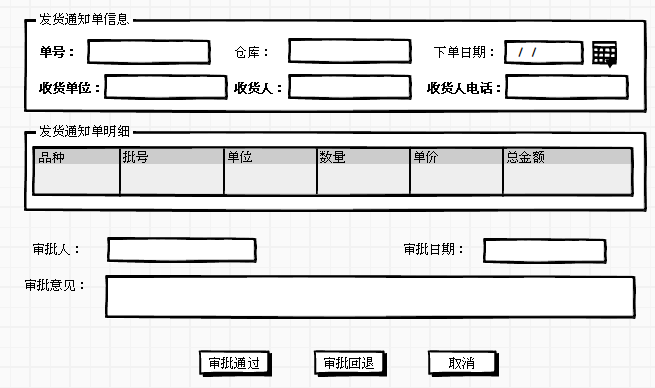 发货通知单信息
单号： 仓库： 下单日期： / /
收货单位： 收货人： 收货人电话：
发货通知单明细
品种 批号 单位 数量 单价 总金额
审批人： 审批日期：
审批意见：
审批通过 审批回退 取消